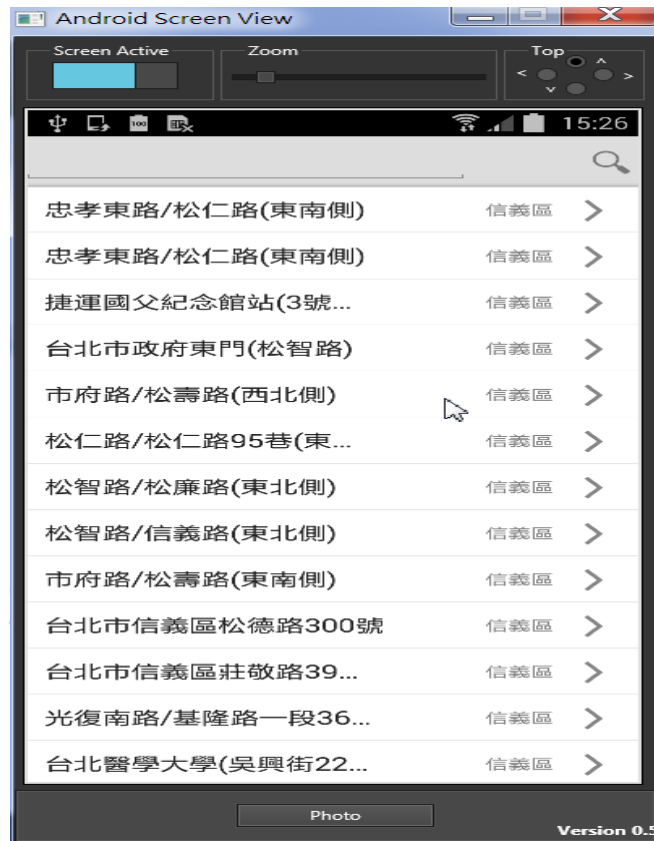 Android Screen View
Screen Active Zoom Top
100 15:26
忠孝東路/松仁路(東南側) 信義區
忠孝東路/松仁路(東南側) 信義區
捷運國父紀念館站(3號... 信義區
台北市政府東門(松智路) 信義區
市府路/松壽路(西北側) 信義區
松仁路/松仁路95巷(東... 信義區
松智路/松廉路(東北側) 信義區
松智路/信義路(東北側) 信義區
市府路/松壽路(東南側) 信義區
台北市信義區松德路300號 信義區
台北市信義區莊敬路39... 信義區
光復南路/基隆路一段36... 信義區
台北醫學大學(吳興街22... 信義區
Photo
Version 0.5